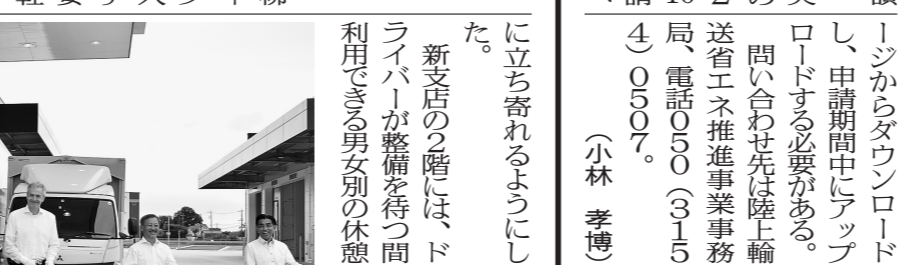 ージからダウンロード
し、申請期間中にアップ
ロードする必要がある。
問い合わせ先は陸上輸
送省エネ推進事業事務
局、電話050（315
4）0507。
（小林　孝博）
に立ち寄れるようにし
た。
新支店の2階には、ド
ライバーが整備を待つ間
利用できる男女別の休憩